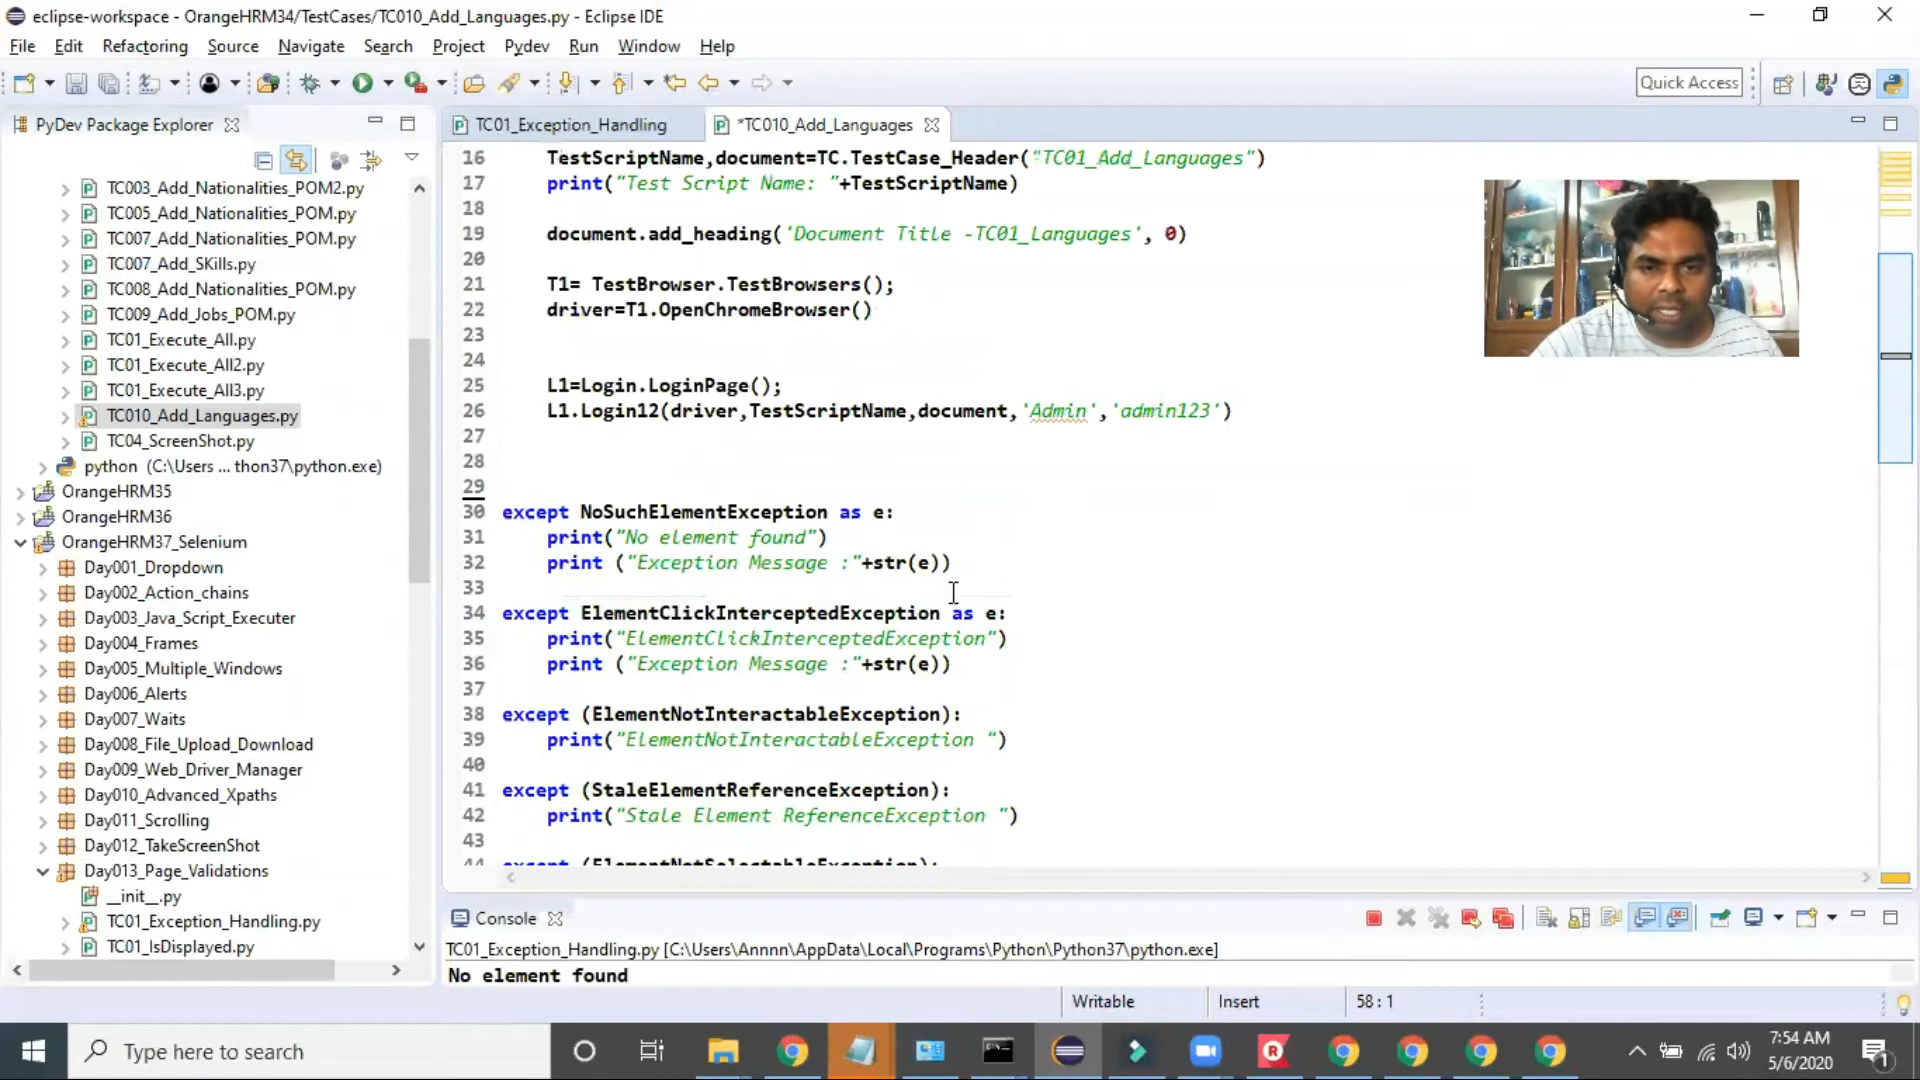 eclipse-workspace - OrangeHRM34/TestCases/TC010_Add_Languages.py - Eclipse IDE
File Edit Refactoring Source Navigate Search Project Pydev Run Window Help
Quick Access
PyDev Package Explorer
TC003_Add_Nationalities_POM2.py
TC005_Add_Nationalities_POM.py
TC007_Add_Nationalities_POM.py
TC007_Add_SKills.py
TC008_Add_Nationalities_POM.py
TC009_Add_Jobs_POM.py
TC01_Execute_All.py
TC01_Execute_All2.py
TC01_Execute_All3.py
TC010_Add_Languages.py
TC04_ScreenShot.py
python (C:\Users ... thon37\python.exe)
OrangeHRM35
OrangeHRM36
OrangeHRM37_Selenium
Day001_Dropdown
Day002_Action_chains
Day003_Java_Script_Executer
Day004_Frames
Day005_Multiple_Windows
Day006_Alerts
Day007_Waits
Day008_File_Upload_Download
Day009_Web_Driver_Manager
Day010_Advanced_Xpaths
Day011_Scrolling
Day012_TakeScreenShot
Day013_Page_Validations
__init__.py
TC01_Exception_Handling.py
TC01_IsDisplayed.py
TC01_Exception_Handling *TC010_Add_Languages
16 TestScriptName,document=TC.TestCase_Header("TC01_Add_Languages")
17 print("Test Script Name: "+TestScriptName)
18
19 document.add_heading('Document Title -TC01_Languages', 0)
20
21 T1= TestBrowser.TestBrowsers();
22 driver=T1.OpenChromeBrowser()
23
24
25 L1=Login.LoginPage();
26 L1.Login12(driver,TestScriptName,document,'Admin','admin123')
27
28
29
30 except NoSuchElementException as e:
31 print("No element found")
32 print ("Exception Message :"+str(e))
33
34 except ElementClickInterceptedException as e:
35 print("ElementClickInterceptedException")
36 print ("Exception Message :"+str(e))
37
38 except (ElementNotInteractableException):
39 print("ElementNotInteractableException ")
40
41 except (StaleElementReferenceException):
42 print("Stale Element ReferenceException ")
43
44 except (ElementNotSelectableException):
Console
TC01_Exception_Handling.py [C:\Users\Annnn\AppData\Local\Programs\Python\Python37\python.exe]
No element found
Writable Insert 58 : 1
Type here to search
7:54 AM
5/6/2020
1